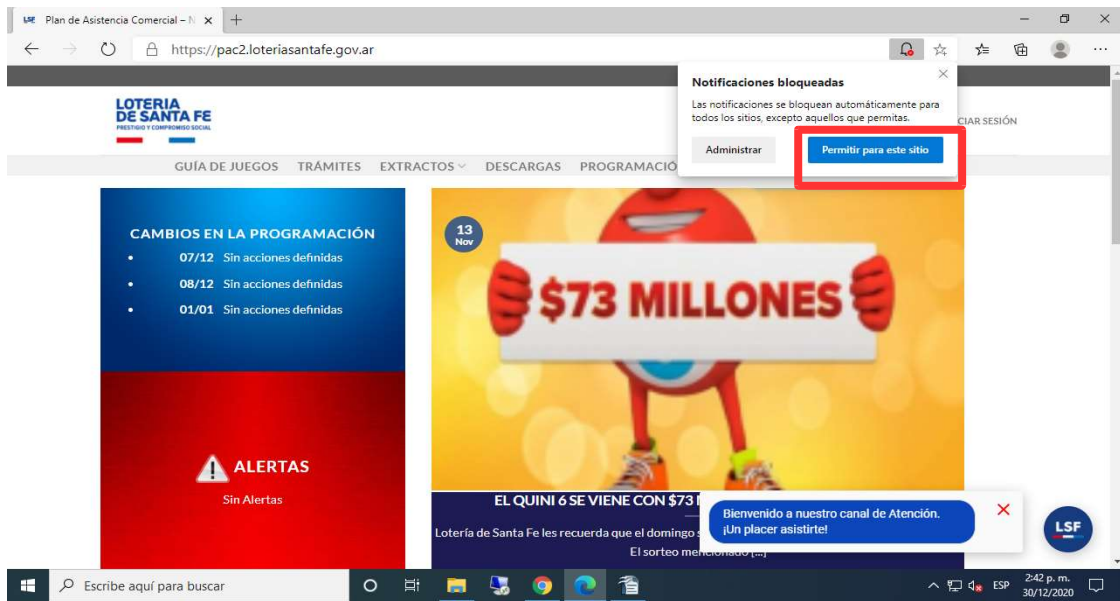 LSF Plan de Asistencia Comercial – N
https://pac2.loteriasantafe.gov.ar
Notificaciones bloqueadas
Las notificaciones se bloquean automáticamente para
todos los sitios, excepto aquellos que permitas.
Administrar
Permitir para este sitio
LOTERIA
DE SANTA FE
PRESTIGIO Y COMPROMISO SOCIAL
CIAR SESIÓN
GUÍA DE JUEGOS TRÁMITES EXTRACTOS DESCARGAS PROGRAMACIÓ
CAMBIOS EN LA PROGRAMACIÓN
• 07/12 Sin acciones definidas
• 08/12 Sin acciones definidas
• 01/01 Sin acciones definidas
ALERTAS
Sin Alertas
13
Nov
$73 MILLONES
EL QUINI 6 SE VIENE CON $73
Lotería de Santa Fe les recuerda que el domingo
El sorteo mencionado [...]
Bienvenido a nuestro canal de Atención.
¡Un placer asistirte!
LSF
Escribe aquí para buscar
ESP
2:42 p. m.
30/12/2020